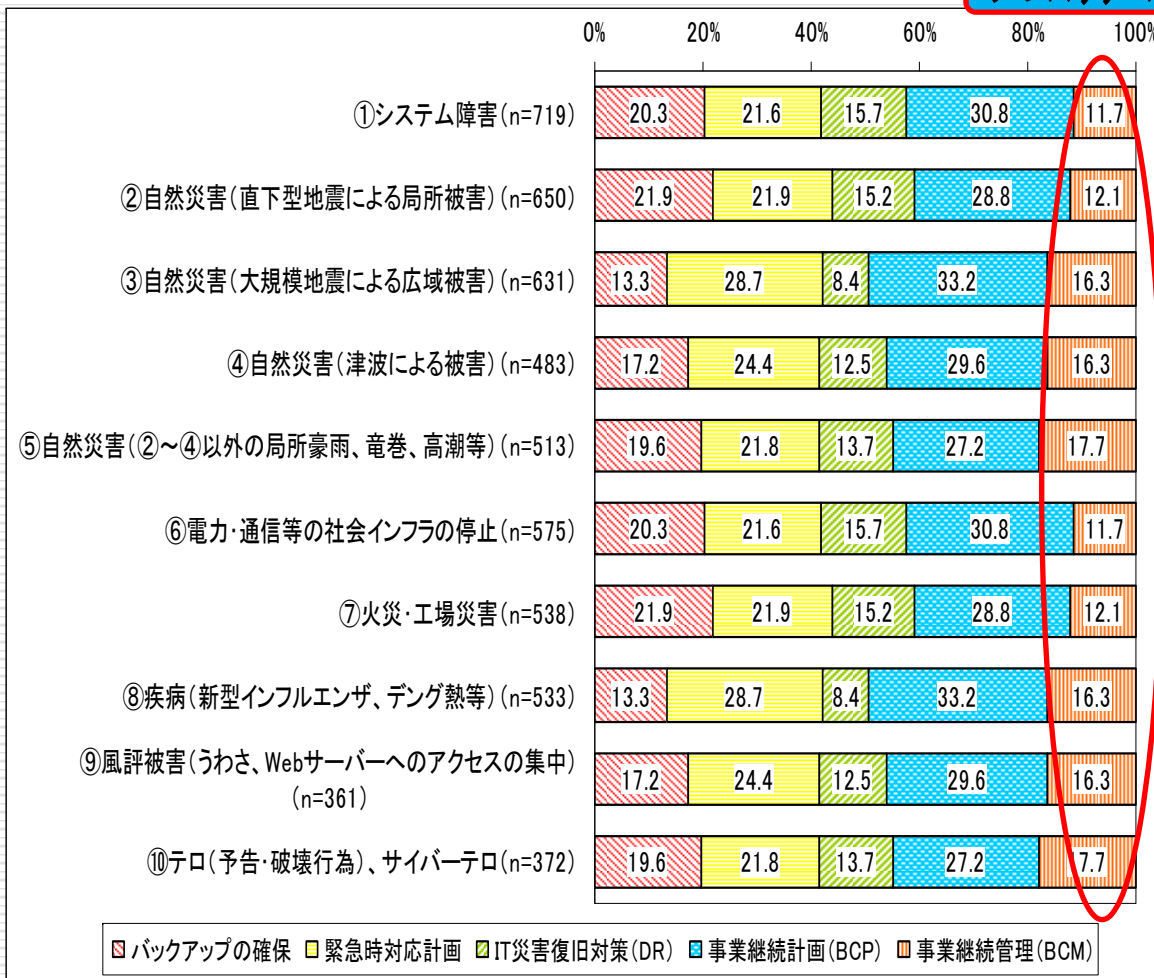 0% 20% 40% 60% 80% 100%
①システム障害(n=719) 20.3 21.6 15.7 30.8 11.7
②自然災害(直下型地震による局所被害)(n=650) 21.9 21.9 15.2 28.8 12.1
③自然災害(大規模地震による広域被害)(n=631) 13.3 28.7 8.4 33.2 16.3
④自然災害(津波による被害)(n=483) 17.2 24.4 12.5 29.6 16.3
⑤自然災害(②～④以外の局所豪雨、竜巻、高潮等)(n=513) 19.6 21.8 13.7 27.2 17.7
⑥電力・通信等の社会インフラの停止(n=575) 20.3 21.6 15.7 30.8 11.7
⑦火災・工場災害(n=538) 21.9 21.9 15.2 28.8 12.1
⑧疾病(新型インフルエンザ、デング熱等)(n=533) 13.3 28.7 8.4 33.2 16.3
⑨風評被害(うわさ、Webサーバーへのアクセスの集中)
(n=361) 17.2 24.4 12.5 29.6 16.3
⑩テロ(予告・破壊行為)、サイバーテロ(n=372) 19.6 21.8 13.7 27.2 17.7
バックアップの確保 緊急時対応計画 IT災害復旧対策(DR) 事業継続計画(BCP) 事業継続管理(BCM)